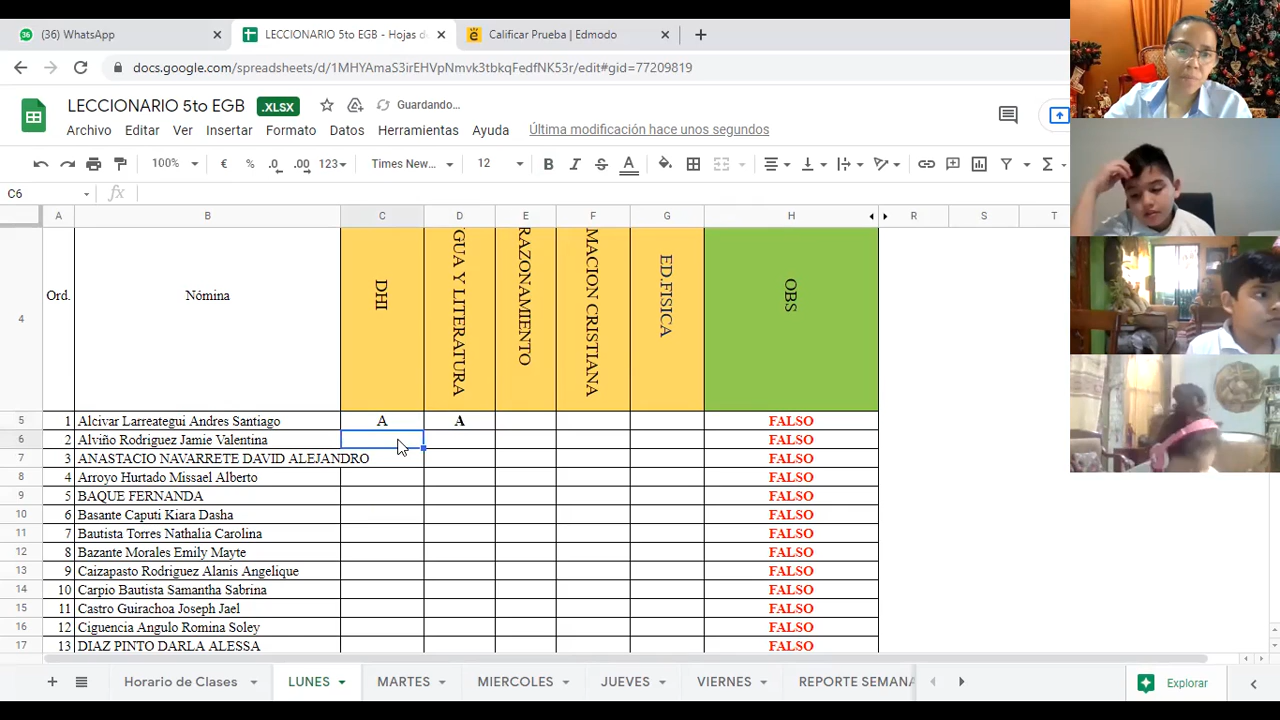 (36) WhatsApp
LECCIONARIO 5to EGB - Hojas de
Calificar Prueba | Edmodo
docs.google.com/spreadsheets/d/1MHYAmaS3irEHVpNmvk3tbkqFedfNK53r/edit#gid=77209819
LECCIONARIO 5to EGB .XLSX Guardando...
Archivo Editar Ver Insertar Formato Datos Herramientas Ayuda Última modificación hace unos segundos
100% € % .0 .00 123 Times New... 12 B I S A Σ
C6 fx
A B C D E F G H R S T
4 Ord. Nómina DHI GUA Y LITERATURA RAZONAMIENTO MACION CRISTIANA ED.FISICA OBS
5 1 Alcivar Larreategui Andres Santiago A A FALSO
6 2 Alviño Rodriguez Jamie Valentina FALSO
7 3 ANASTACIO NAVARRETE DAVID ALEJANDRO FALSO
8 4 Arroyo Hurtado Missael Alberto FALSO
9 5 BAQUE FERNANDA FALSO
10 6 Basante Caputi Kiara Dasha FALSO
11 7 Bautista Torres Nathalia Carolina FALSO
12 8 Bazante Morales Emily Mayte FALSO
13 9 Caizapasto Rodriguez Alanis Angelique FALSO
14 10 Carpio Bautista Samantha Sabrina FALSO
15 11 Castro Guirachoa Joseph Jael FALSO
16 12 Ciguencia Angulo Romina Soley FALSO
17 13 DIAZ PINTO DARLA ALESSA FALSO
Horario de Clases LUNES MARTES MIERCOLES JUEVES VIERNES REPORTE SEMANA Explorar